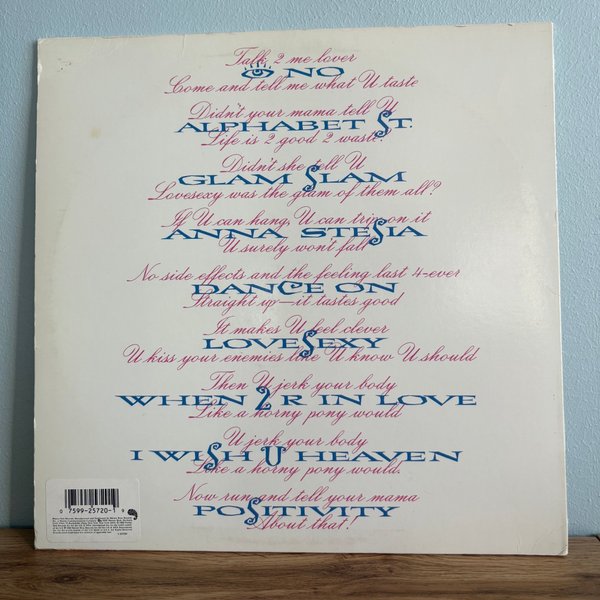 Talk 2 me lover
NO
Come and tell me what U taste
Didn't your mama tell U
ALPHABET ST.
Life is 2 good 2 waste.
Didn't she tell U
GLAM SLAM
Lovesexy was the glam of them all?
If U can hang, U can trip on it
ANNA STESIA
U surely won't fall
No side effects and the feeling last 4-ever
DANCE ON
Straight up—it tastes good
It makes U feel clever
LOVESEXY
U kiss your enemies like U know U should
Then U jerk your body
WHEN 2 R IN LOVE
Like a horny pony would
U jerk your body
I WISH U HEAVEN
Like a horny pony would.
Now run and tell your mama
POSITIVITY
About that!
0 7599-25720-1 9